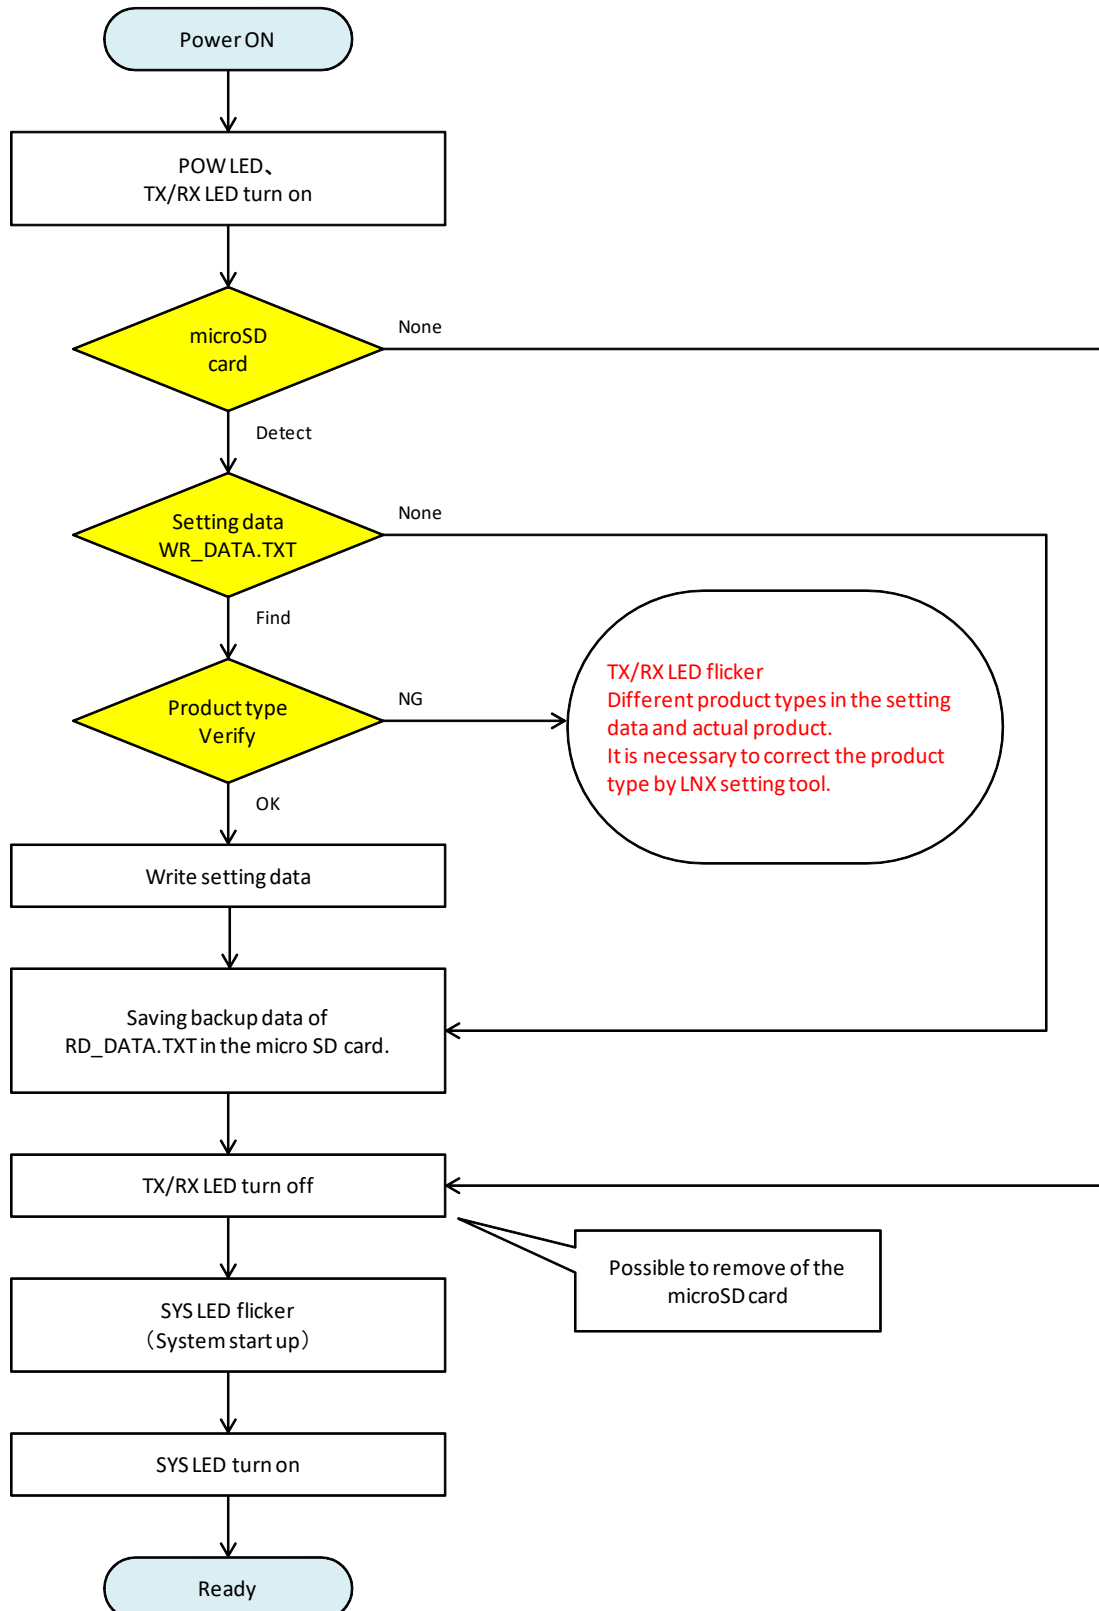 Power ON
POW LED、
TX/RX LED turn on
microSD
card
None
Detect
Setting data
WR_DATA.TXT
None
Find
Product type
Verify
NG
TX/RX LED flicker
Different product types in the setting
data and actual product.
It is necessary to correct the product
type by LNX setting tool.
OK
Write setting data
Saving backup data of
RD_DATA.TXT in the micro SD card.
TX/RX LED turn off
Possible to remove of the
microSD card
SYS LED flicker
（System start up）
SYS LED turn on
Ready